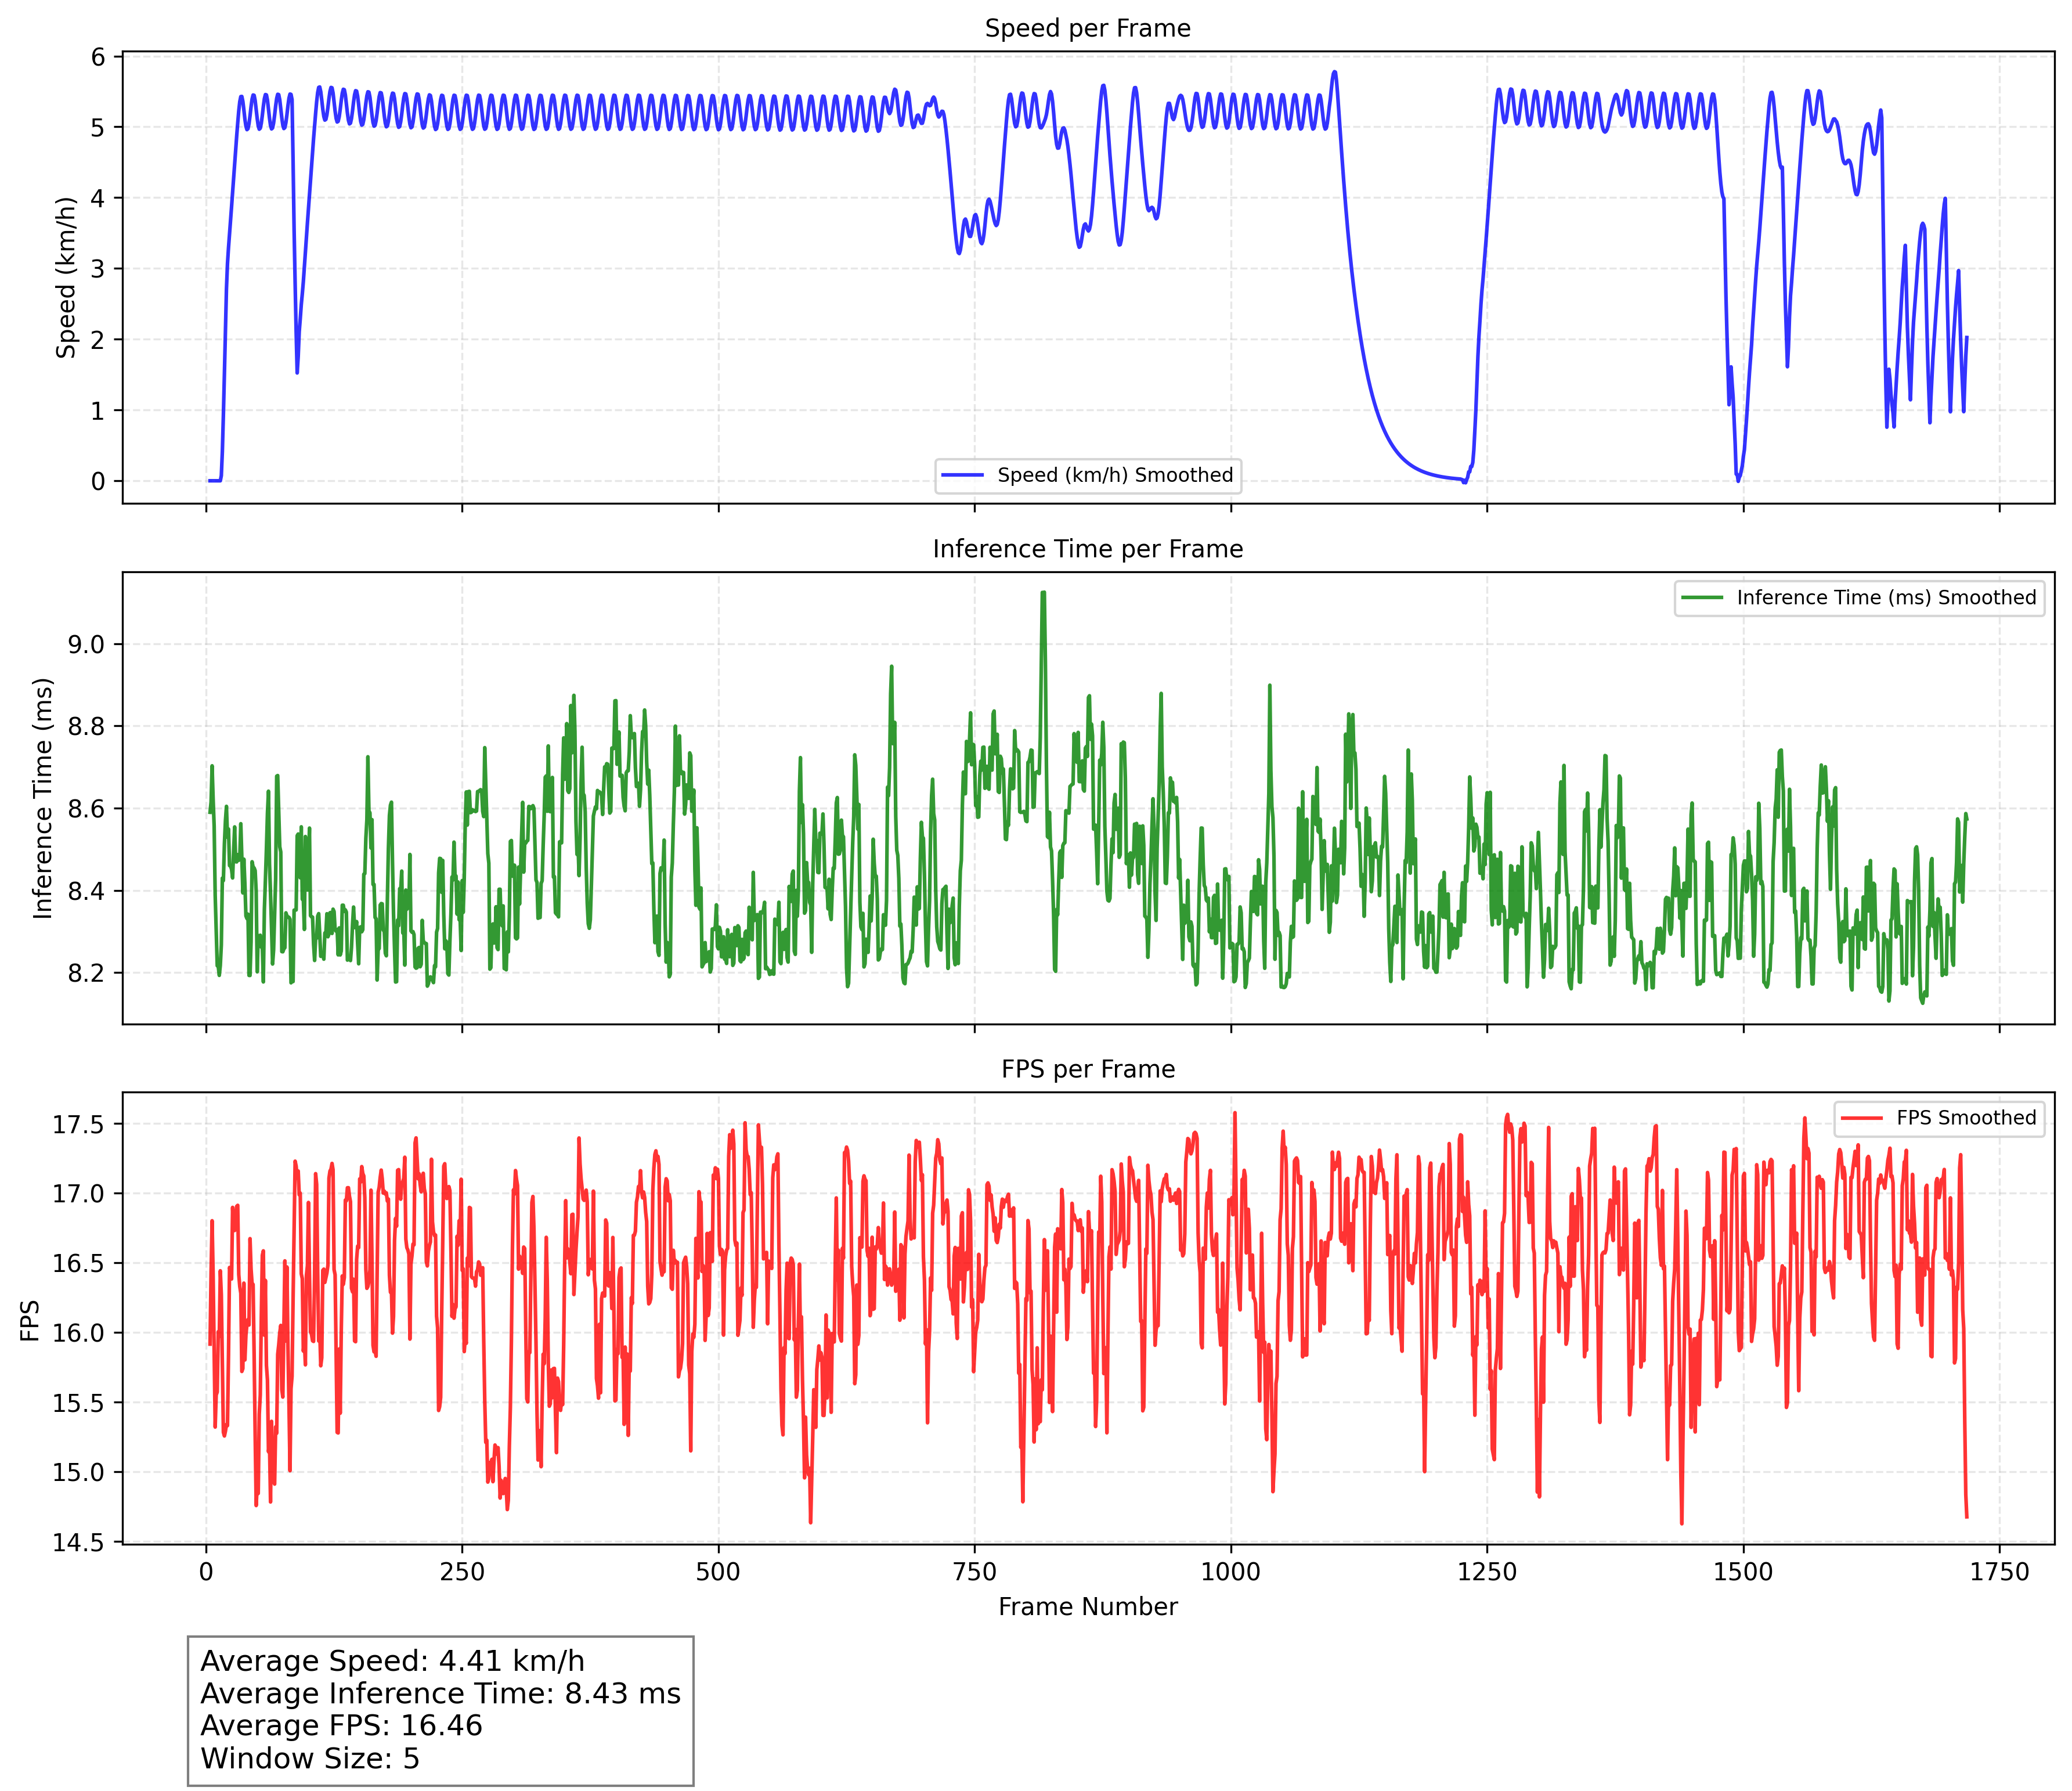 Speed per Frame
6
5
4
3
2
1
0
Speed (km/h)
Speed (km/h) Smoothed
Inference Time per Frame
9.0
8.8
8.6
8.4
8.2
Inference Time (ms)
Inference Time (ms) Smoothed
FPS per Frame
17.5
17.0
16.5
16.0
15.5
15.0
14.5
FPS
FPS Smoothed
0 250 500 750 1000 1250 1500 1750
Frame Number
Average Speed: 4.41 km/h
Average Inference Time: 8.43 ms
Average FPS: 16.46
Window Size: 5